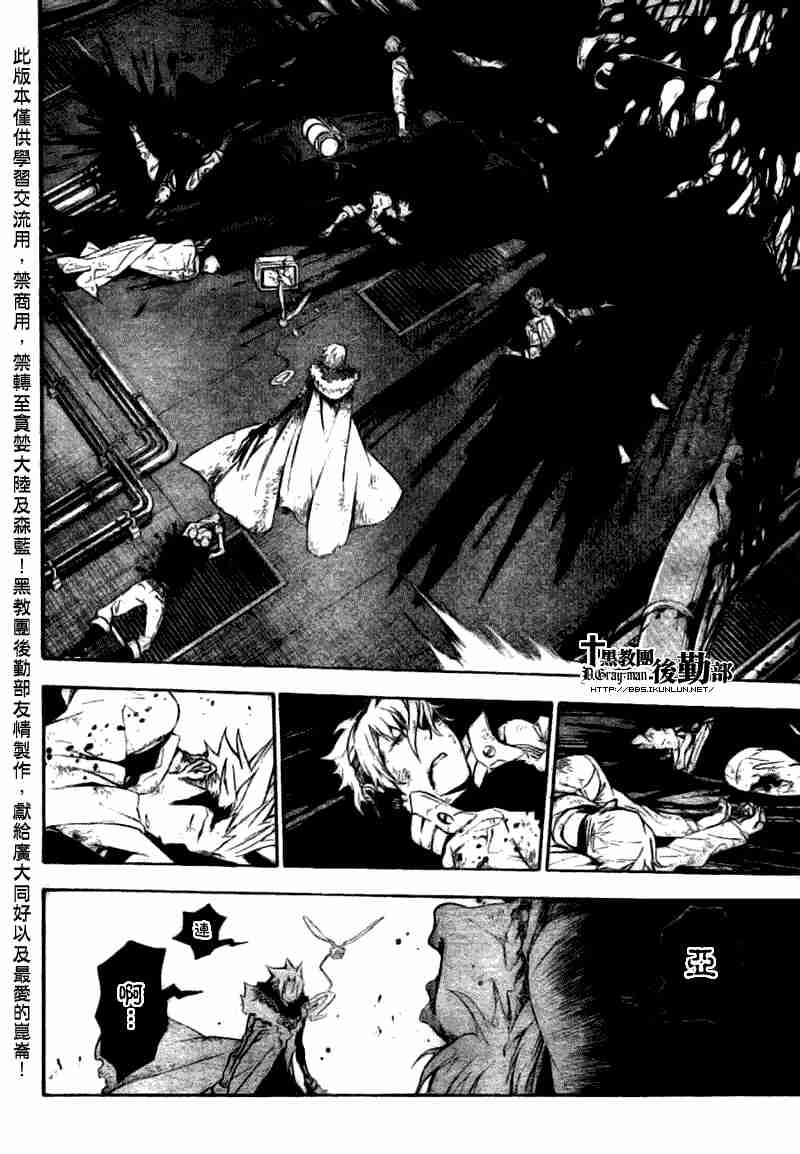 此版本僅供學習交流用，禁商用，禁轉至貪婪大陸及森藍！黑教團後勤部友情製作，獻給廣大同好以及最愛的崑崙！
黑教團
D.Gray-man
後勤部
HTTP://BBS.IKUNLUN.NET/
亞
連
啊…